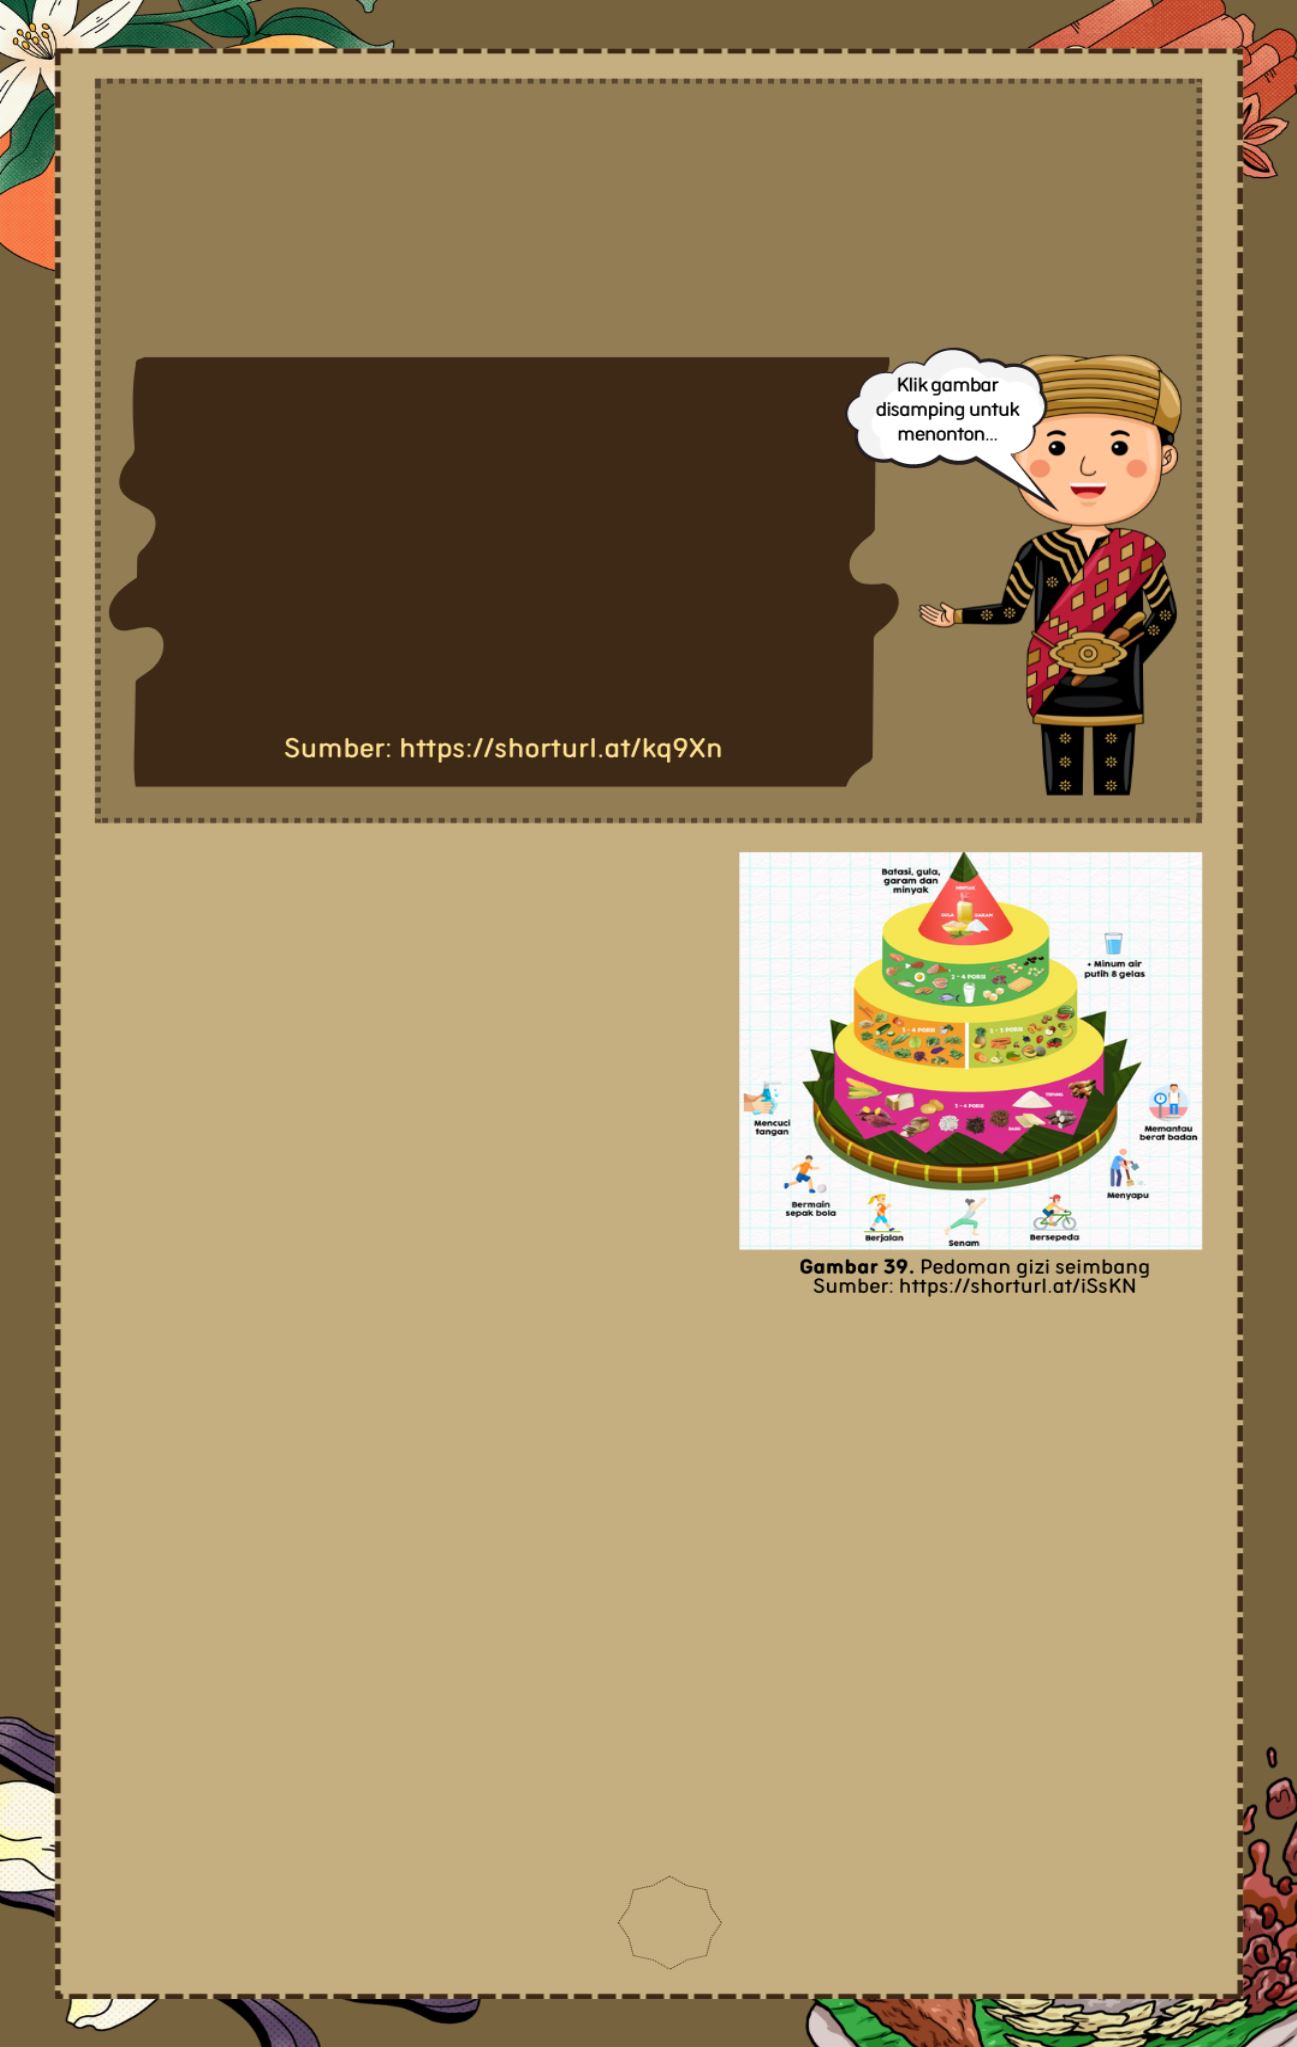 Klik gambar
disamping untuk
menonton...
Sumber: https://shorturl.at/kq9Xn
Batasi, gula,
garam dan
minyak
MINYAK
GULA
GARAM
2 - 4 PORSI
+ Minum air
putih 8 gelas
3 - 4 PORSI
2 - 3 PORSI
3 - 4 PORSI
TEPUNG
Mencuci
tangan
Memantau
berat badan
Bermain
sepak bola
Menyapu
Berjalan
Senam
Bersepeda
Gambar 39. Pedoman gizi seimbang
Sumber: https://shorturl.at/iSsKN